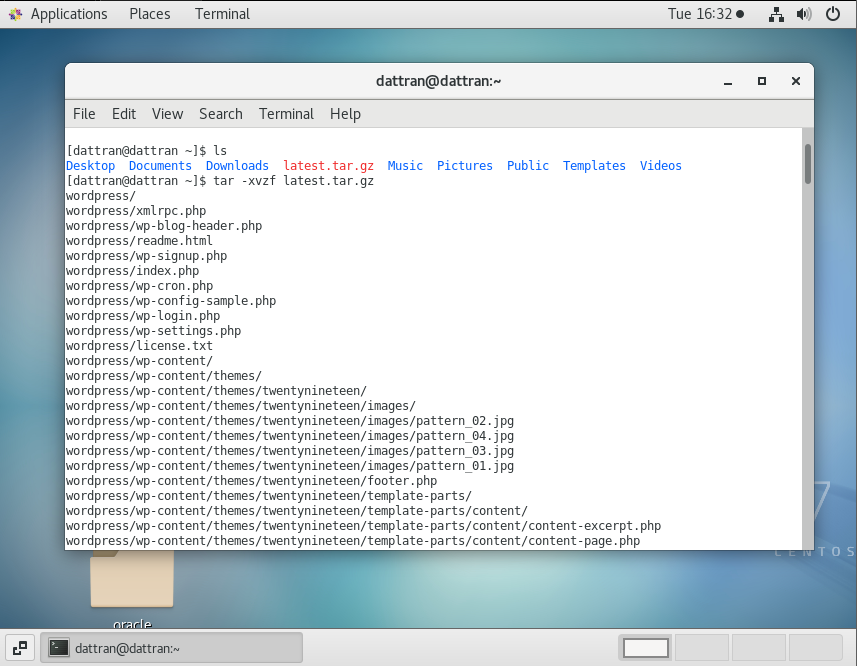 Applications Places Terminal Tue 16:32
dattran@dattran:~
File Edit View Search Terminal Help
[dattran@dattran ~]$ ls
Desktop Documents Downloads latest.tar.gz Music Pictures Public Templates Videos
[dattran@dattran ~]$ tar -xvzf latest.tar.gz
wordpress/
wordpress/xmlrpc.php
wordpress/wp-blog-header.php
wordpress/readme.html
wordpress/wp-signup.php
wordpress/index.php
wordpress/wp-cron.php
wordpress/wp-config-sample.php
wordpress/wp-login.php
wordpress/wp-settings.php
wordpress/license.txt
wordpress/wp-content/
wordpress/wp-content/themes/
wordpress/wp-content/themes/twentynineteen/
wordpress/wp-content/themes/twentynineteen/images/
wordpress/wp-content/themes/twentynineteen/images/pattern_02.jpg
wordpress/wp-content/themes/twentynineteen/images/pattern_04.jpg
wordpress/wp-content/themes/twentynineteen/images/pattern_03.jpg
wordpress/wp-content/themes/twentynineteen/images/pattern_01.jpg
wordpress/wp-content/themes/twentynineteen/footer.php
wordpress/wp-content/themes/twentynineteen/template-parts/
wordpress/wp-content/themes/twentynineteen/template-parts/content/
wordpress/wp-content/themes/twentynineteen/template-parts/content/content-excerpt.php
wordpress/wp-content/themes/twentynineteen/template-parts/content/content-page.php
7
CENTOS
oracle
dattran@dattran:~